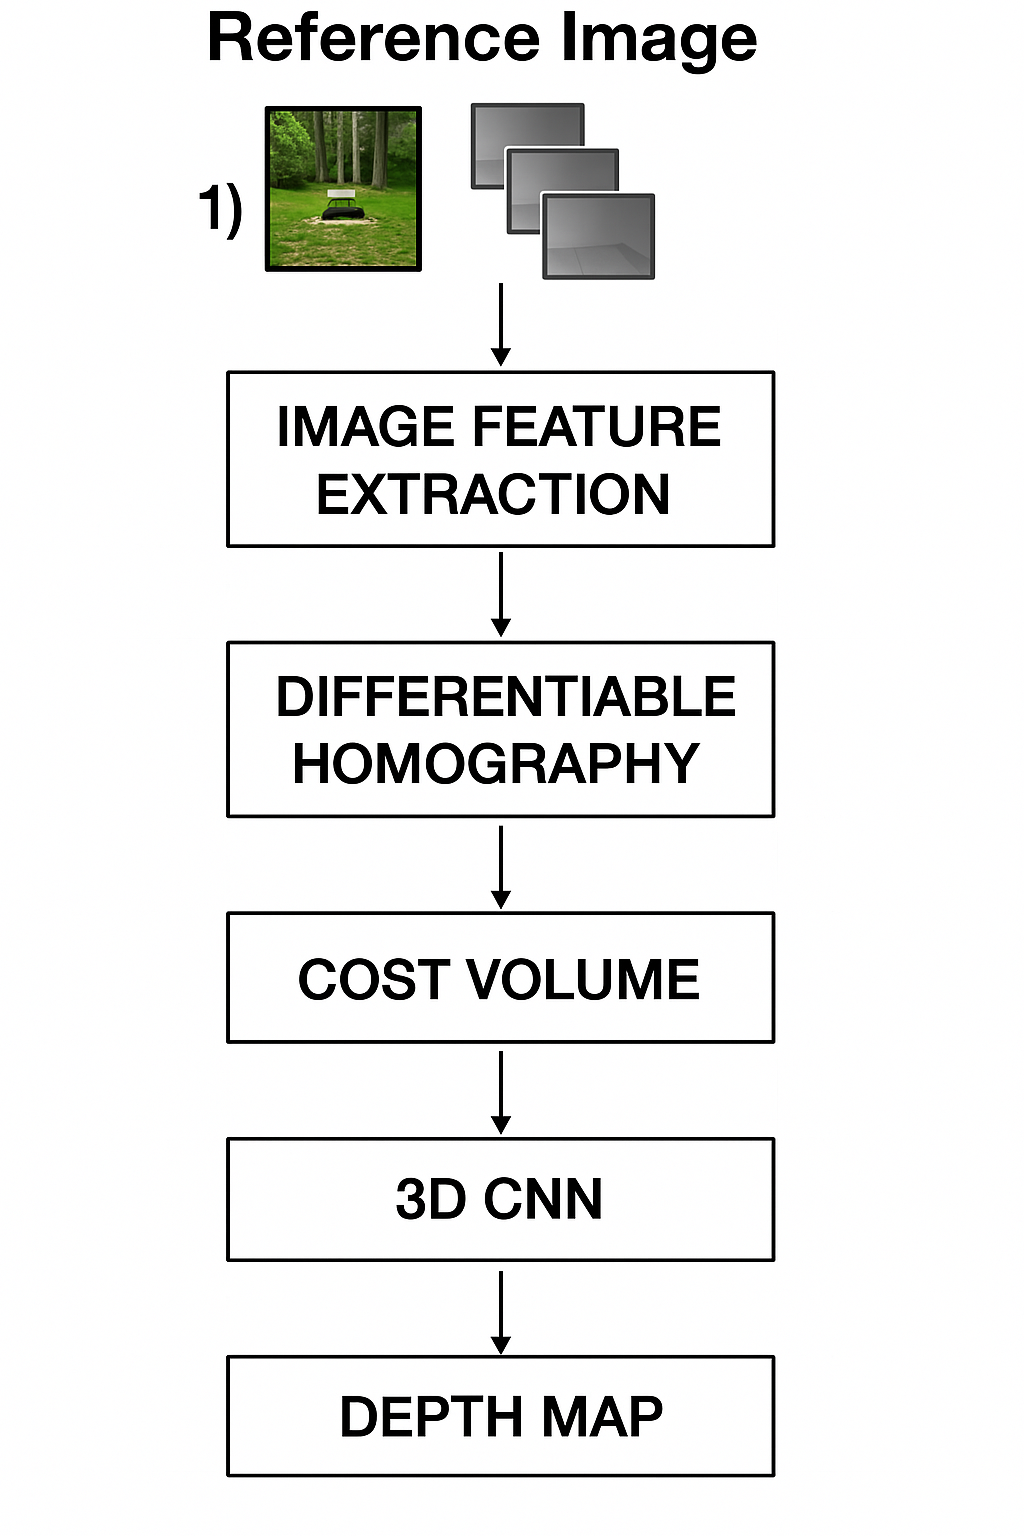 Reference Image
1)
IMAGE FEATURE
EXTRACTION
DIFFERENTIABLE
HOMOGRAPHY
COST VOLUME
3D CNN
DEPTH MAP